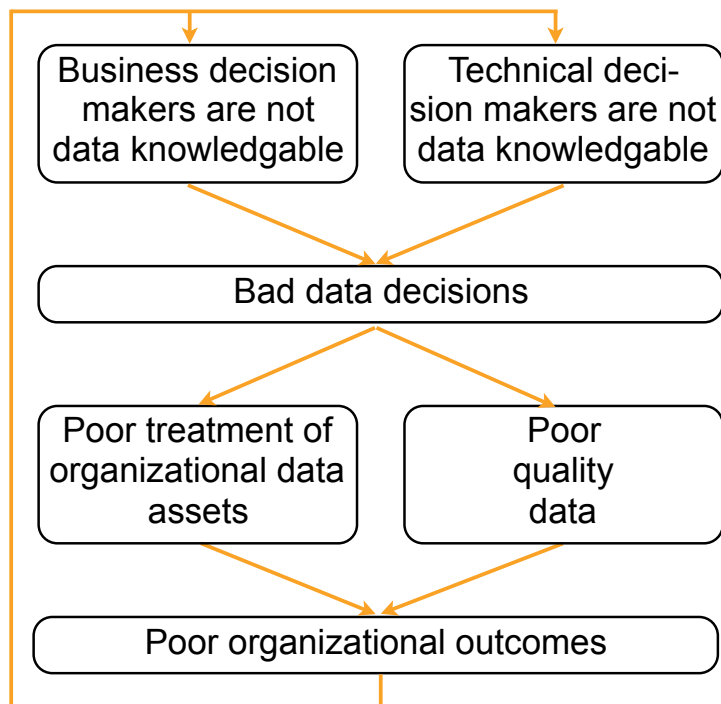 Business decision
makers are not
data knowledgable
Technical deci-
sion makers are not
data knowledgable
Bad data decisions
Poor treatment of
organizational data
assets
Poor
quality
data
Poor organizational outcomes